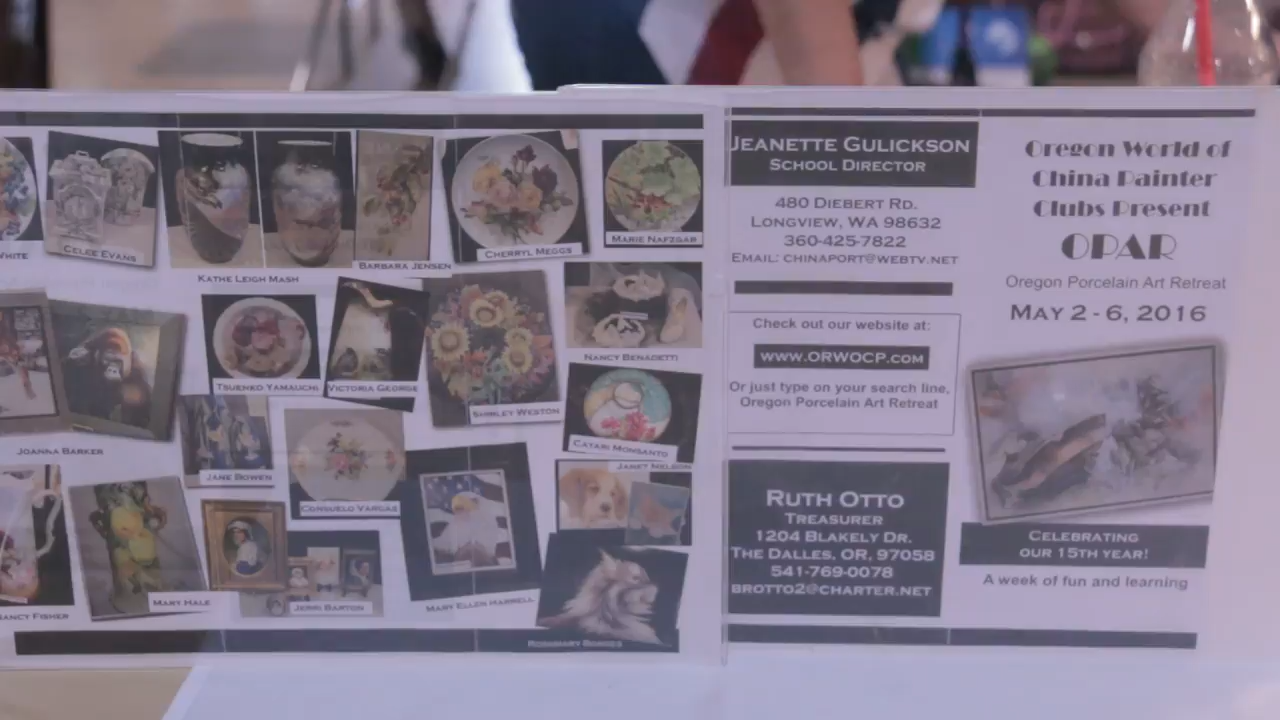 WHITE
CELEE EVANS
KATHE LEIGH MASH
BARBARA JENSEN
CHERRYL MEGGS
MARIE NAFZGAR
TSUENKO YAMAUCHI
VICTORIA GEORGE
SHIRLEY WESTON
NANCY BENADETTI
CATARI MONSANTO
JOANNA BARKER
JANE BOWEN
CONSUELO VARGAS
JANET NELSON
NANCY FISHER
MARY HALE
JERRI BARTON
MARY ELLEN HARRELL
JEANETTE GULICKSON
SCHOOL DIRECTOR
480 DIEBERT RD.
LONGVIEW, WA 98632
360-425-7822
EMAIL: CHINAPORT@WEBTV.NET
Check out our website at:
WWW.ORWOCP.COM
Or just type on your search line,
Oregon Porcelain Art Retreat
RUTH OTTO
TREASURER
1204 BLAKELY DR.
THE DALLES, OR, 97058
541-769-0078
BROTTO2@CHARTER.NET
Oregon World of
China Painter
Clubs Present
OPAR
Oregon Porcelain Art Retreat
MAY 2 - 6, 2016
CELEBRATING
OUR 15TH YEAR!
A week of fun and learning